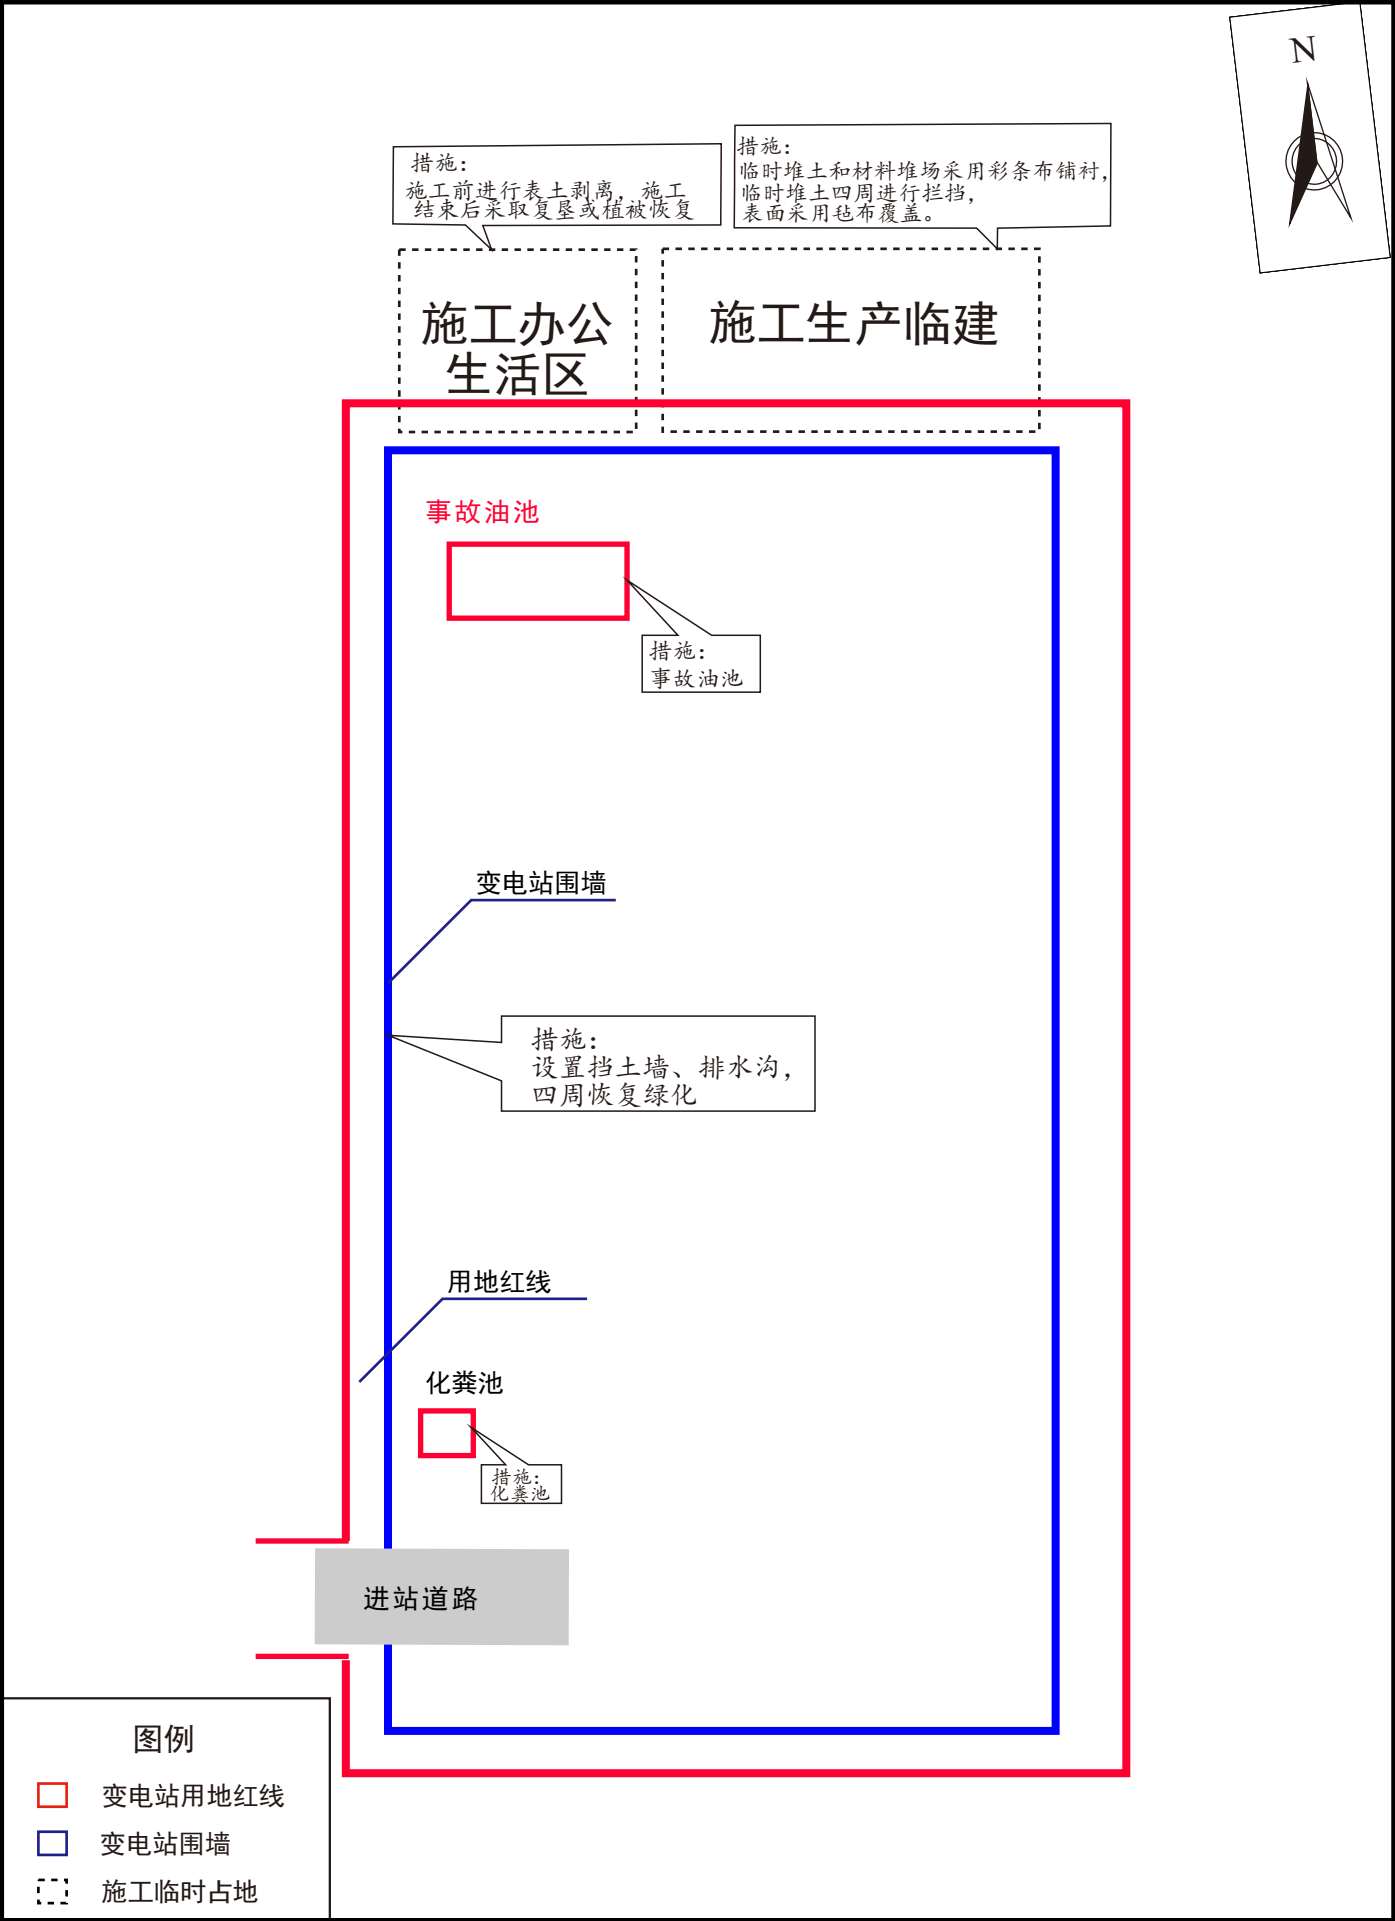 N
措施：
施工前进行表土剥离，施工
结束后采取复垦或植被恢复
措施：
临时堆土和材料堆场采用彩条布铺衬，
临时堆土四周进行拦挡，
表面采用毡布覆盖。
施工办公
生活区
施工生产临建
事故油池
措施：
事故油池
变电站围墙
措施：
设置挡土墙、排水沟，
四周恢复绿化
用地红线
化粪池
措施：
化粪池
进站道路
图例
变电站用地红线
变电站围墙
施工临时占地